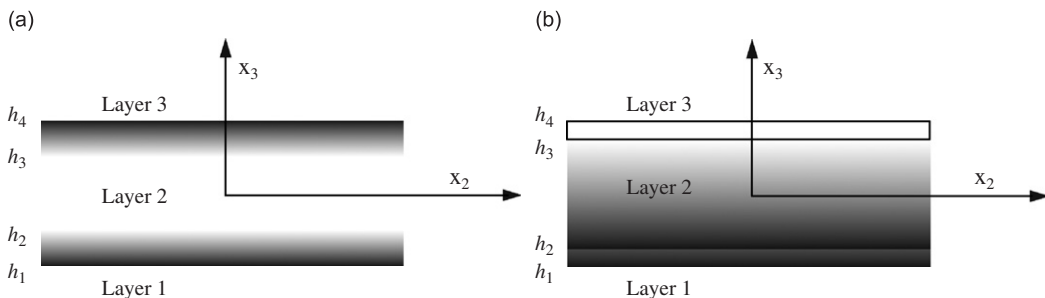 (a)
x3
Layer 3
h4
h3
x2
Layer 2
h2
h1
Layer 1
(b)
x3
Layer 3
h4
h3
x2
Layer 2
h2
h1
Layer 1